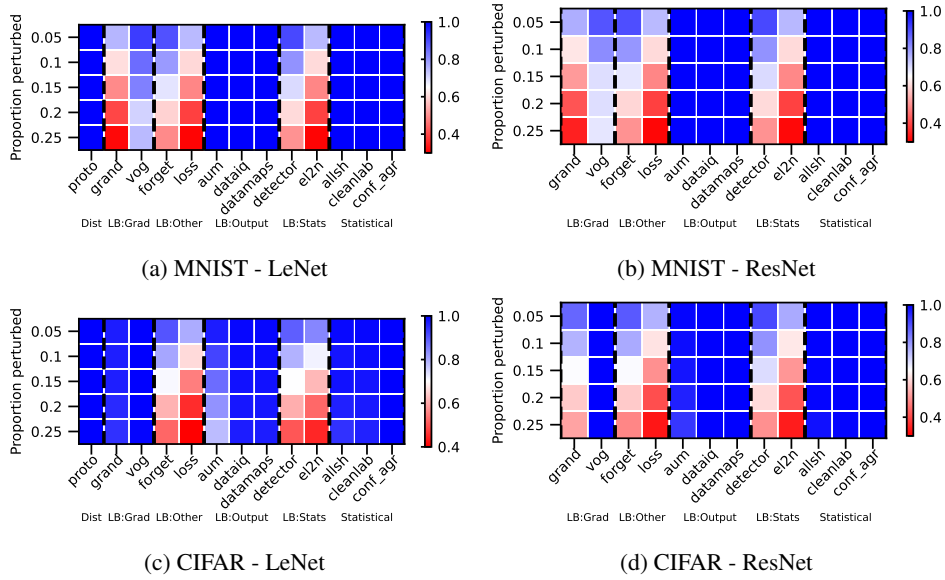 Proportion perturbed
0.05
0.1
0.15
0.2
0.25
proto
grand
vog
forget
loss
aum
dataiq
datamaps
detector
el2n
allsh
cleanlab
conf_agr
Dist LB:Grad LB:Other LB:Output LB:Stats Statistical
1.0
0.8
0.6
0.4
(a) MNIST - LeNet
Proportion perturbed
0.05
0.1
0.15
0.2
0.25
grand
vog
forget
loss
aum
dataiq
datamaps
detector
el2n
allsh
cleanlab
conf_agr
LB:Grad LB:Other LB:Output LB:Stats Statistical
1.0
0.8
0.6
0.4
(b) MNIST - ResNet
Proportion perturbed
0.05
0.1
0.15
0.2
0.25
proto
grand
vog
forget
loss
aum
dataiq
datamaps
detector
el2n
allsh
cleanlab
conf_agr
Dist LB:Grad LB:Other LB:Output LB:Stats Statistical
1.0
0.8
0.6
0.4
(c) CIFAR - LeNet
Proportion perturbed
0.05
0.1
0.15
0.2
0.25
grand
vog
forget
loss
aum
dataiq
datamaps
detector
el2n
allsh
cleanlab
conf_agr
LB:Grad LB:Other LB:Output LB:Stats Statistical
1.0
0.8
0.6
0.4
(d) CIFAR - ResNet